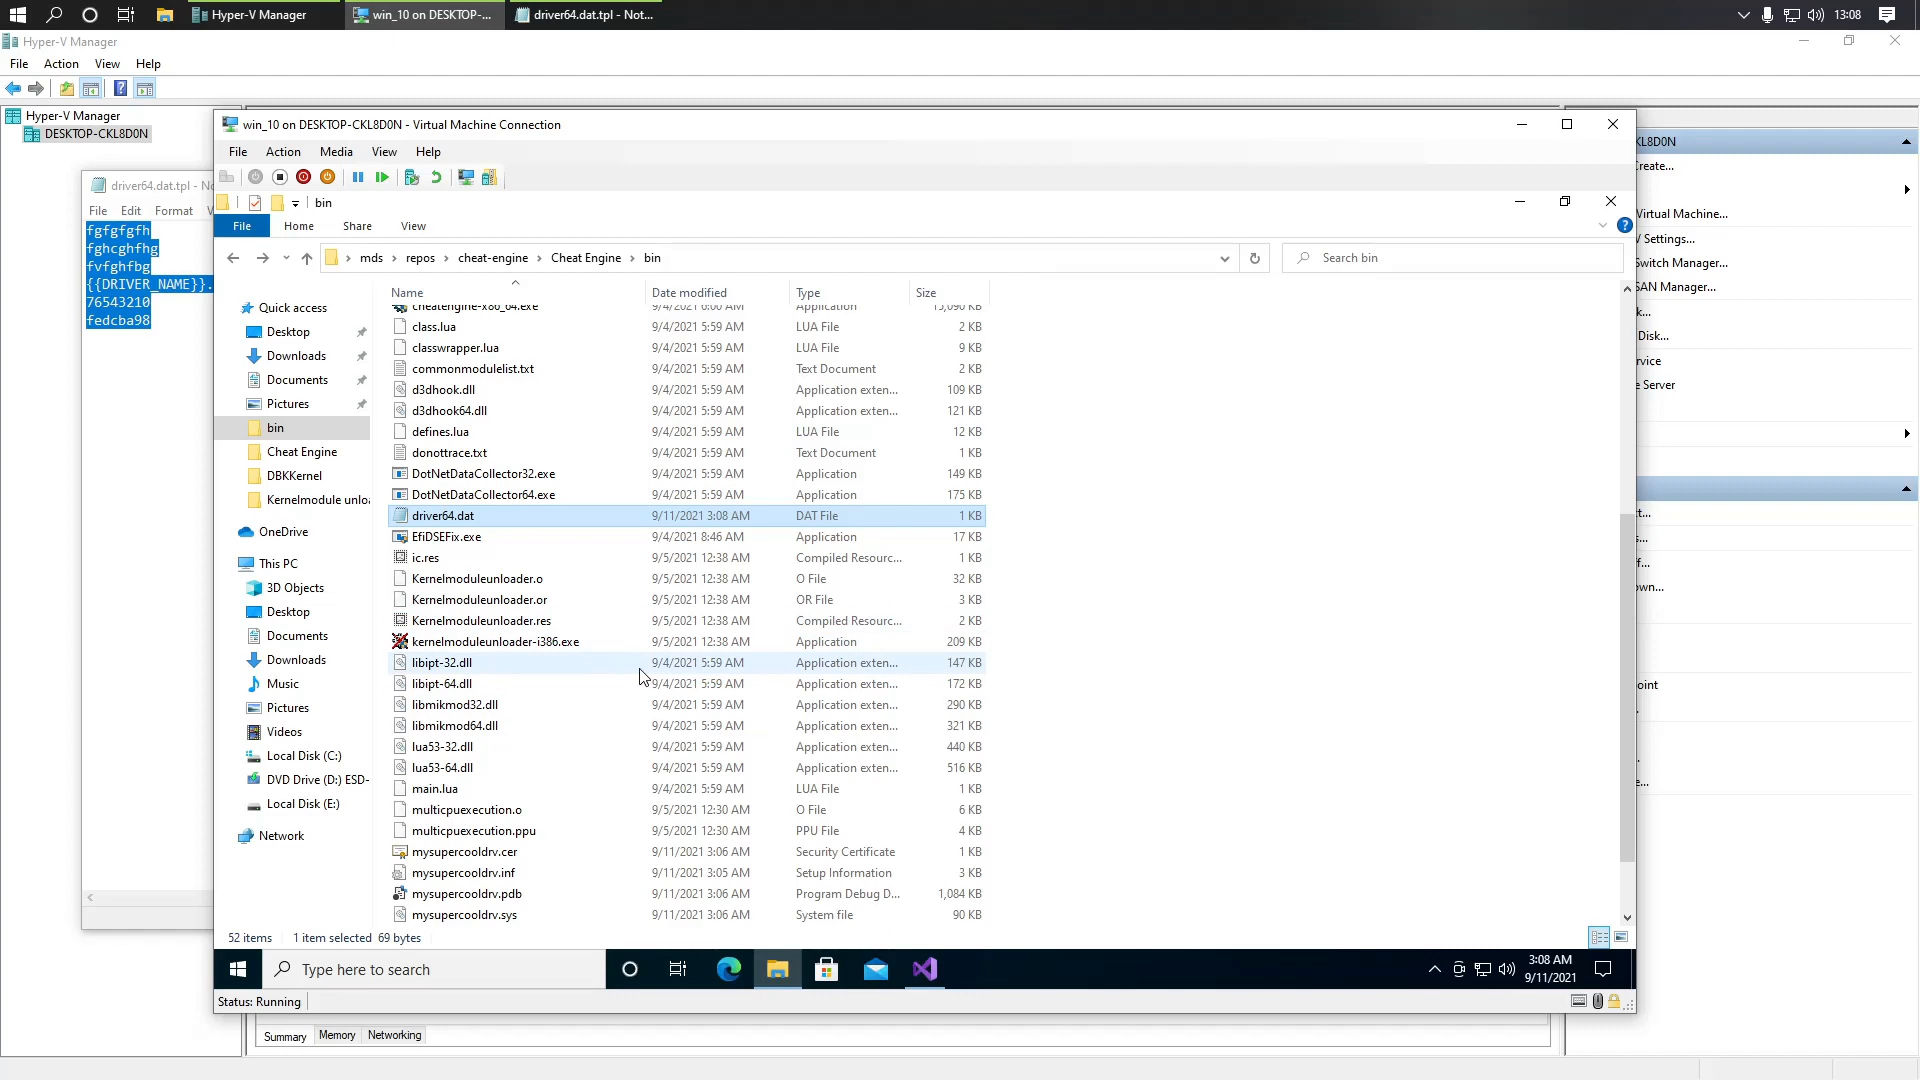 Hyper-V Manager
win_10 on DESKTOP-...
driver64.dat.tpl - Not...
13:08
Hyper-V Manager
File Action View Help
Hyper-V Manager
DESKTOP-CKL8D0N
driver64.dat.tpl - No
File Edit Format V
fgfgfgfh
fghcghfhg
fvfghfbg
{{DRIVER_NAME}}.
76543210
fedcba98
win_10 on DESKTOP-CKL8D0N - Virtual Machine Connection
File Action Media View Help
bin
File Home Share View
mds repos cheat-engine Cheat Engine bin
Search bin
Name Date modified Type Size
Quick access
Desktop
Downloads
Documents
Pictures
bin
Cheat Engine
DBKKernel
Kernelmodule unloa
OneDrive
This PC
3D Objects
Desktop
Documents
Downloads
Music
Pictures
Videos
Local Disk (C:)
DVD Drive (D:) ESD-
Local Disk (E:)
Network
cheatengine-x86_64.exe 9/4/2021 6:00 AM Application 15,090 KB
class.lua 9/4/2021 5:59 AM LUA File 2 KB
classwrapper.lua 9/4/2021 5:59 AM LUA File 9 KB
commonmodulelist.txt 9/4/2021 5:59 AM Text Document 2 KB
d3dhook.dll 9/4/2021 5:59 AM Application exten... 109 KB
d3dhook64.dll 9/4/2021 5:59 AM Application exten... 121 KB
defines.lua 9/4/2021 5:59 AM LUA File 12 KB
donottrace.txt 9/4/2021 5:59 AM Text Document 1 KB
DotNetDataCollector32.exe 9/4/2021 5:59 AM Application 149 KB
DotNetDataCollector64.exe 9/4/2021 5:59 AM Application 175 KB
driver64.dat 9/11/2021 3:08 AM DAT File 1 KB
EfiDSEFix.exe 9/4/2021 8:46 AM Application 17 KB
ic.res 9/5/2021 12:38 AM Compiled Resourc... 1 KB
Kernelmoduleunloader.o 9/5/2021 12:38 AM O File 32 KB
Kernelmoduleunloader.or 9/5/2021 12:38 AM OR File 3 KB
Kernelmoduleunloader.res 9/5/2021 12:38 AM Compiled Resourc... 2 KB
kernelmoduleunloader-i386.exe 9/5/2021 12:38 AM Application 209 KB
libipt-32.dll 9/4/2021 5:59 AM Application exten... 147 KB
libipt-64.dll 9/4/2021 5:59 AM Application exten... 172 KB
libmikmod32.dll 9/4/2021 5:59 AM Application exten... 290 KB
libmikmod64.dll 9/4/2021 5:59 AM Application exten... 321 KB
lua53-32.dll 9/4/2021 5:59 AM Application exten... 440 KB
lua53-64.dll 9/4/2021 5:59 AM Application exten... 516 KB
main.lua 9/4/2021 5:59 AM LUA File 1 KB
multicpuexecution.o 9/5/2021 12:30 AM O File 6 KB
multicpuexecution.ppu 9/5/2021 12:30 AM PPU File 4 KB
mysupercooldrv.cer 9/11/2021 3:06 AM Security Certificate 1 KB
mysupercooldrv.inf 9/11/2021 3:05 AM Setup Information 3 KB
mysupercooldrv.pdb 9/11/2021 3:06 AM Program Debug D... 1,084 KB
mysupercooldrv.sys 9/11/2021 3:06 AM System file 90 KB
52 items 1 item selected 69 bytes
Type here to search
3:08 AM
9/11/2021
Status: Running
Summary Memory Networking
KL8D0N
Create...
Virtual Machine...
V Settings...
Switch Manager...
SAN Manager...
k...
Disk...
rvice
e Server
t...
s...
f...
own...
oint
.
.
e...